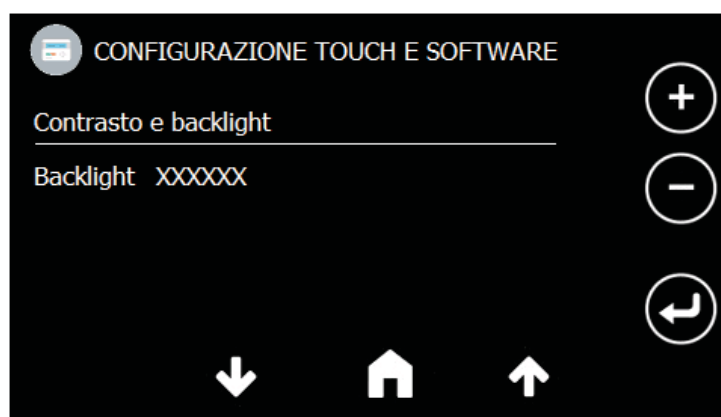 CONFIGURAZIONE TOUCH E SOFTWARE
Contrasto e backlight
Backlight XXXXXX